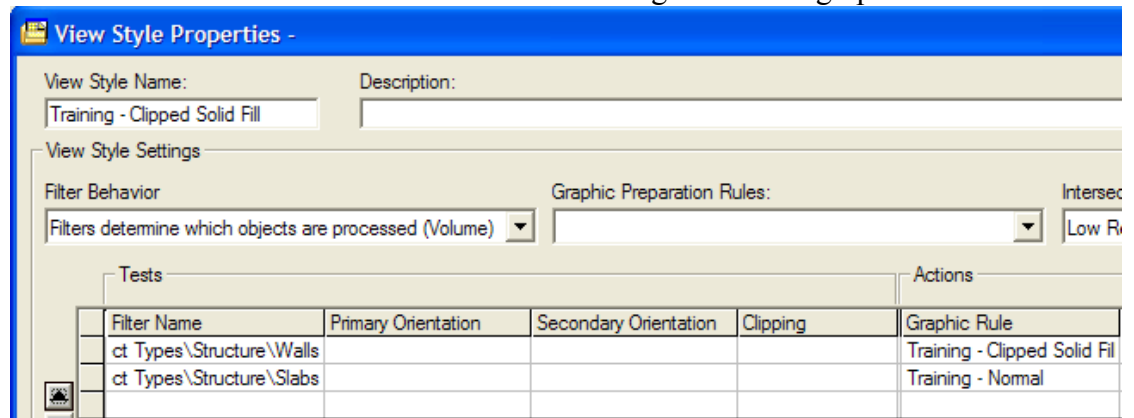 View Style Properties -
View Style Name: Description:
Training - Clipped Solid Fill
View Style Settings
Filter Behavior Graphic Preparation Rules:
Filters determine which objects are processed (Volume) Low R
Tests Actions
Filter Name Primary Orientation Secondary Orientation Clipping Graphic Rule
ct Types\Structure\Walls Training - Clipped Solid Fil
ct Types\Structure\Slabs Training - Normal